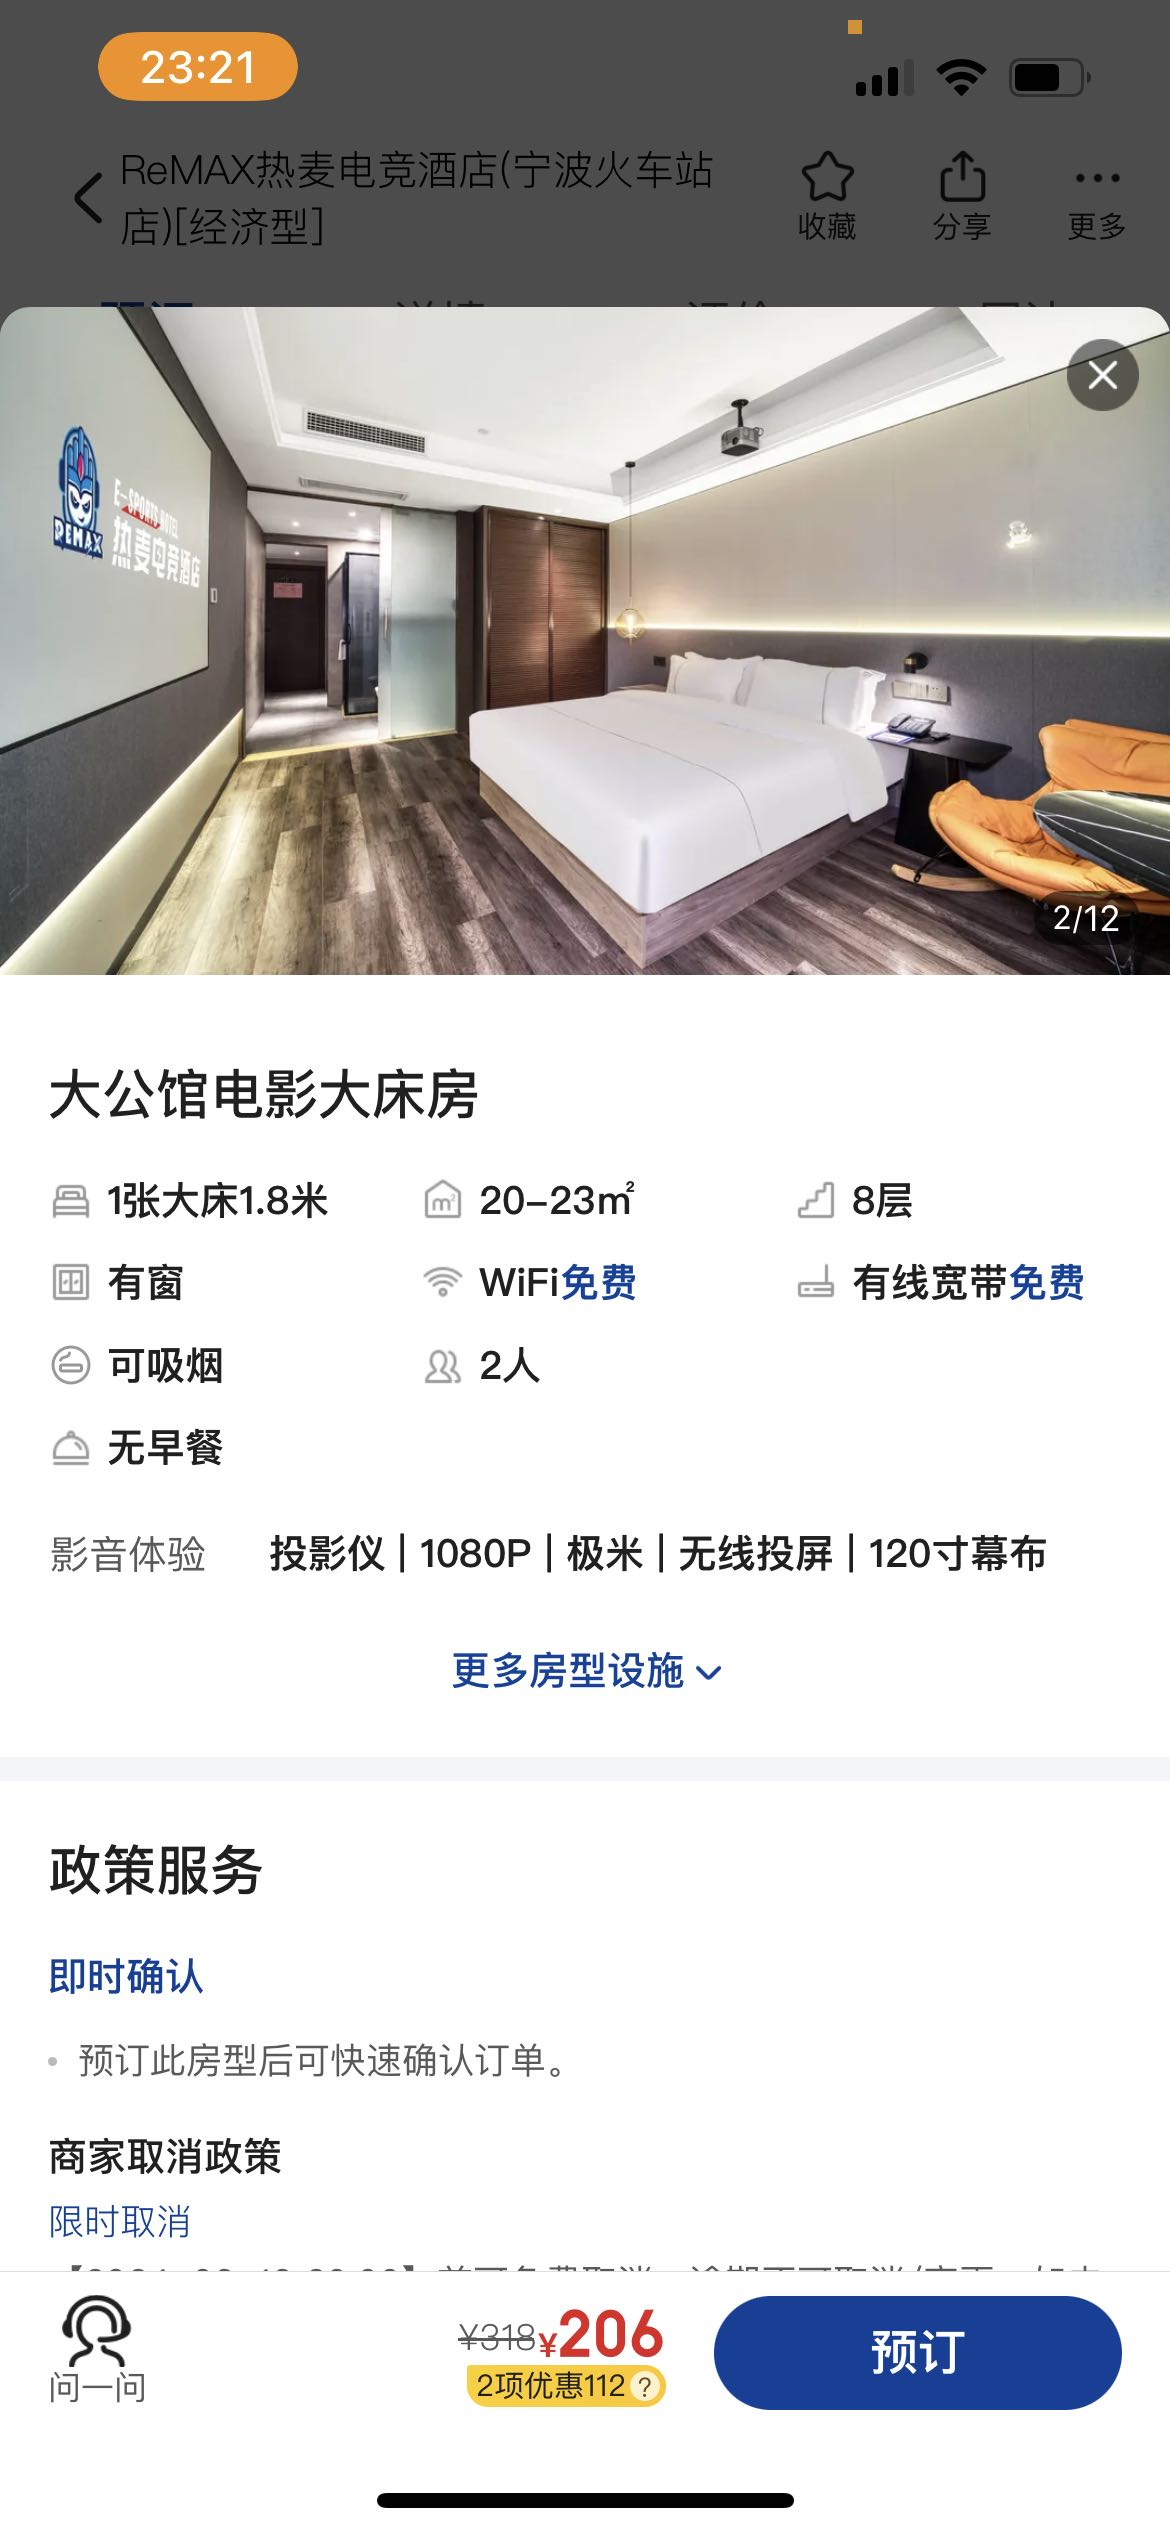 23:21
ReMAX热麦电竞酒店(宁波火车站
店)[经济型]
收藏
分享
更多
预订
详情
评价
E-SPORTS HOTEL
热麦电竞酒店
REMAX
2/12
大公馆电影大床房
1张大床1.8米
20-23m²
8层
有窗
WiFi免费
有线宽带免费
可吸烟
2人
无早餐
影音体验 投影仪 | 1080P | 极米 | 无线投屏 | 120寸幕布
更多房型设施
政策服务
即时确认
• 预订此房型后可快速确认订单。
商家取消政策
限时取消
问一问
¥318 ¥206
2项优惠112 ?
预订